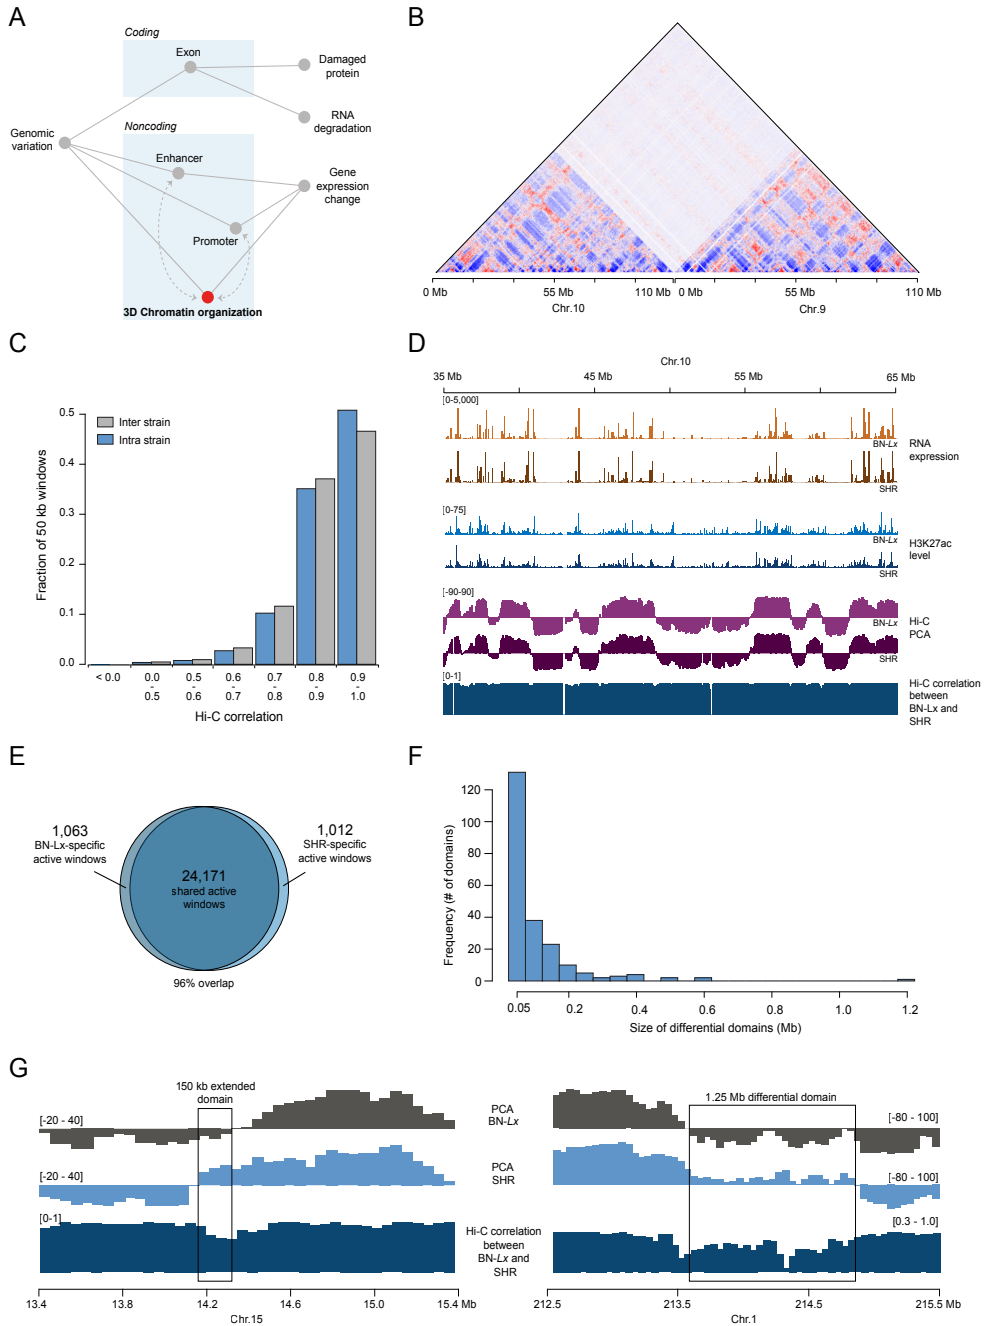 A
Coding
Exon
Damaged
protein
RNA
degradation
Genomic
variation
Noncoding
Enhancer
Gene
expression
change
Promoter
3D Chromatin organization
B
0 Mb
55 Mb
110 Mb
0 Mb
55 Mb
110 Mb
Chr.10
Chr.9
C
Fraction of 50 kb windows
0.5
0.4
0.3
0.2
0.1
0.0
Inter strain
Intra strain
< 0.0
0.0 - 0.5
0.5 - 0.6
0.6 - 0.7
0.7 - 0.8
0.8 - 0.9
0.9 - 1.0
Hi-C correlation
D
Chr.10
35 Mb
45 Mb
55 Mb
65 Mb
[0-5,000]
BN-Lx
SHR
RNA
expression
[0-75]
BN-Lx
SHR
H3K27ac
level
[-90-90]
BN-Lx
SHR
Hi-C
PCA
[0-1]
Hi-C correlation
between
BN-Lx and
SHR
E
1,063
BN-Lx-specific
active windows
1,012
SHR-specific
active windows
24,171
shared active
windows
96% overlap
F
Frequency (# of domains)
120
100
80
60
40
20
0
0.05
0.2
0.4
0.6
0.8
1.0
1.2
Size of differential domains (Mb)
G
150 kb extended
domain
[-20 - 40]
[-20 - 40]
[0-1]
13.4
13.8
14.2
14.6
15.0
15.4 Mb
Chr.15
PCA
BN-Lx
PCA
SHR
Hi-C correlation
between
BN-Lx and
SHR
1.25 Mb differential domain
[-80 - 100]
[-80 - 100]
[0.3 - 1.0]
212.5
213.5
214.5
215.5 Mb
Chr.1